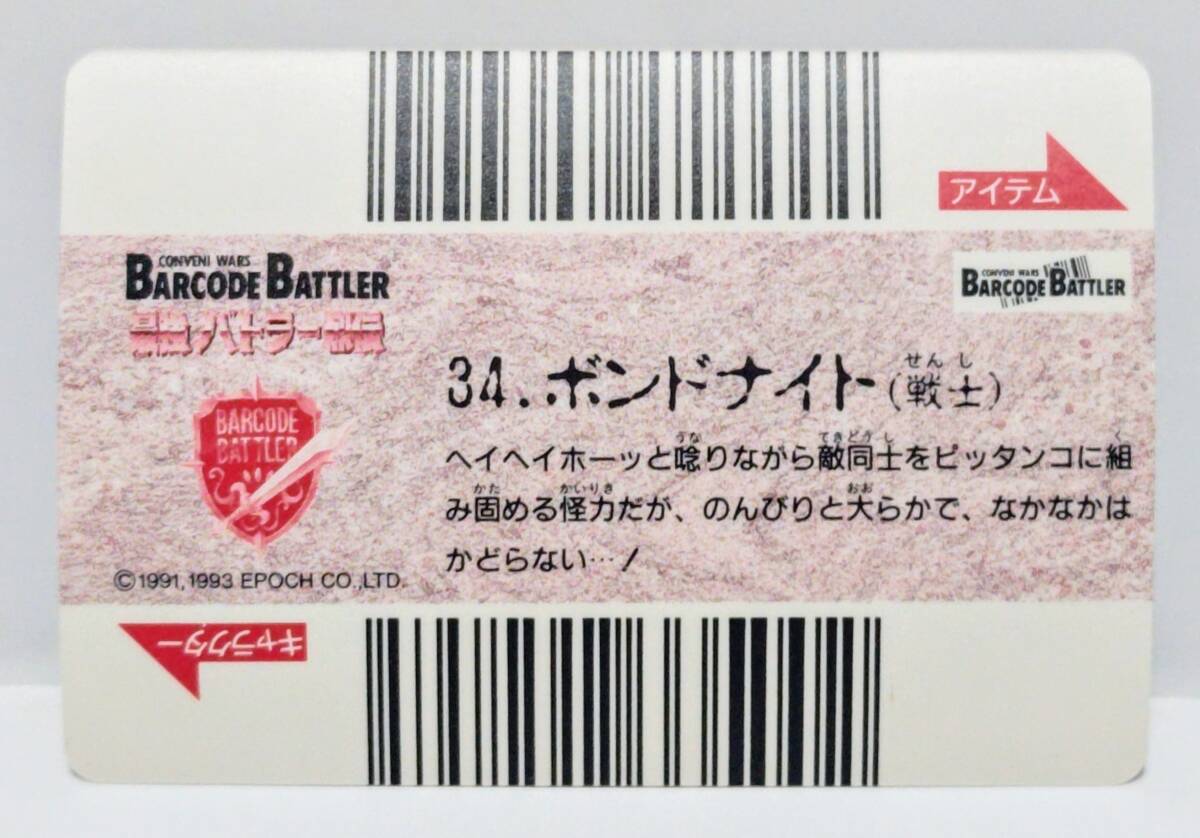 アイテム
CONVENI WARS
BARCODE BATTLER
最強バトラー伝説
CONVENI WARS
BARCODE BATTLER
BARCODE
BATTLER
34.ボンドナイト(戦士)
せんし
ヘイヘイホーッと唸りながら敵同士をピッタンコに組
うな てきどうし く
み固める怪力だが、のんびりと大らかで、なかなかは
かた かいりき おお
かどらない…!
©1991,1993 EPOCH CO.,LTD.
キャラクター